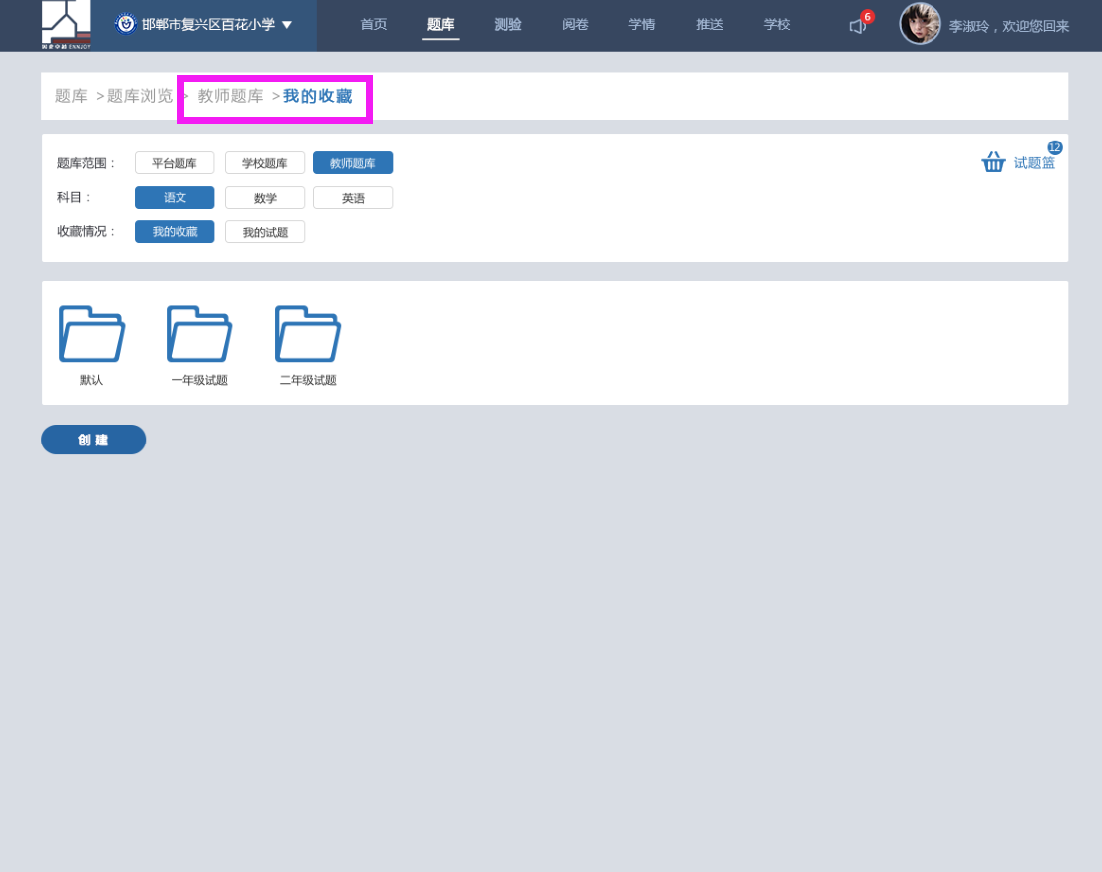 邯郸市复兴区百花小学 首页 题库 测验 阅卷 学情 推送 学校 6 李淑玲，欢迎您回来
题库 >题库浏览 > 教师题库 >我的收藏
题库范围： 平台题库 学校题库 教师题库 12 试题篮
科目： 语文 数学 英语
收藏情况： 我的收藏 我的试题
默认 一年级试题 二年级试题
创 建